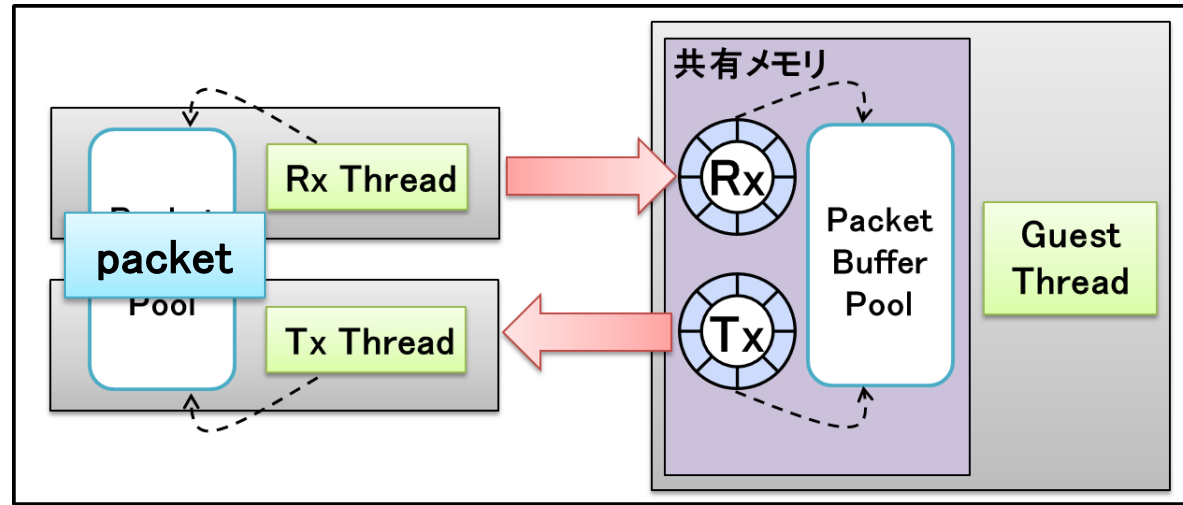 共有メモリ
Rx Thread
packet
Pool
Tx Thread
Rx
Tx
Packet
Buffer
Pool
Guest
Thread